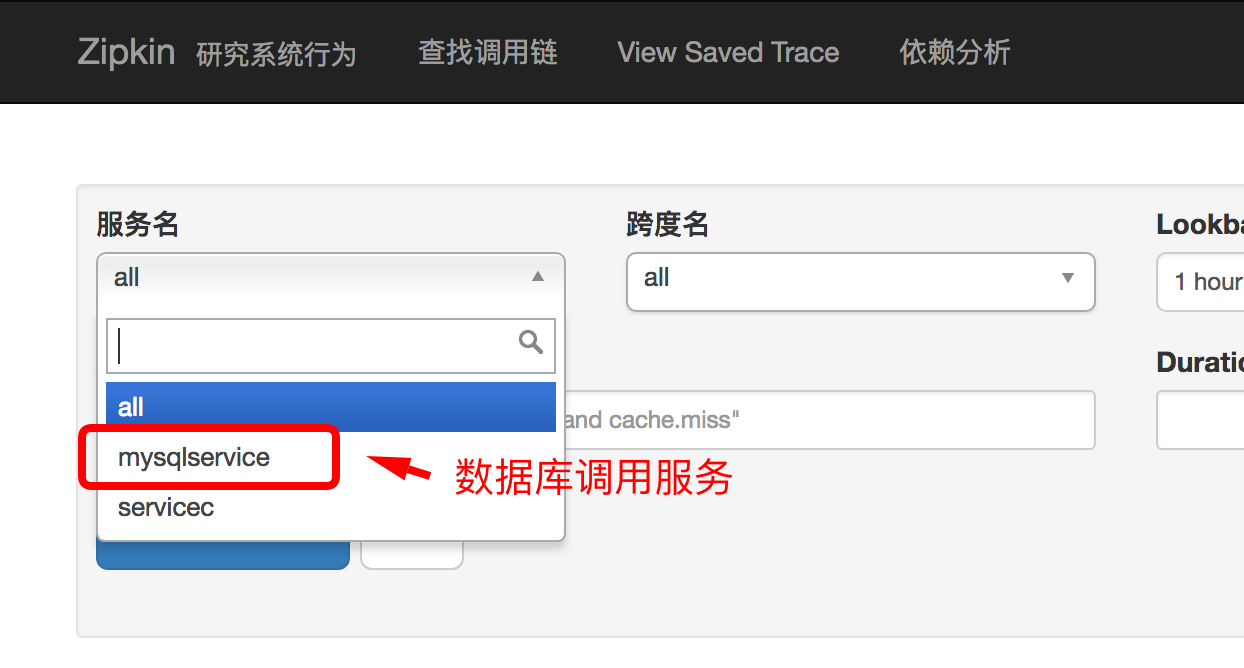 Zipkin 研究系统行为 查找调用链 View Saved Trace 依赖分析
服务名 跨度名
all all 1 hour
all
and cache.miss"
mysqlservice
数据库调用服务
servicec